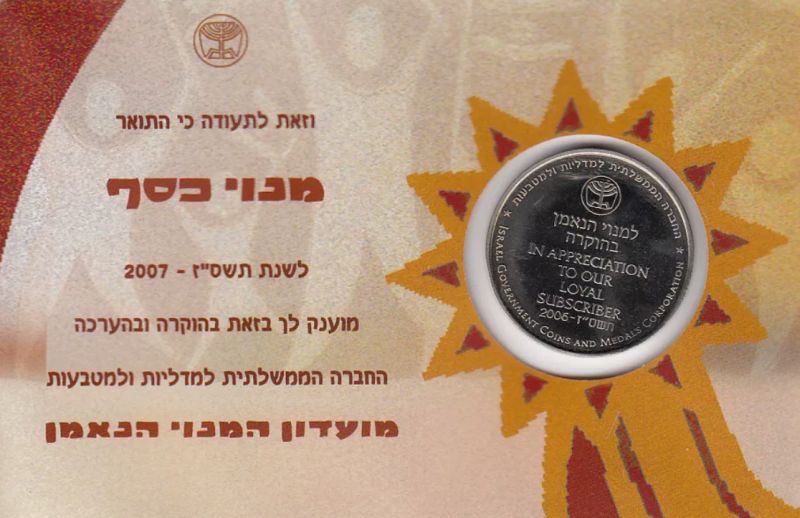 וזאת לתעודה כי התואר
מנוי כסף
לשנת תשס"ז - 2007
מוענק לך בזאת בהוקרה ובהערכה
החברה הממשלתית למדליות ולמטבעות
מועדון המנוי הנאמן
החברה הממשלתית למדליות ולמטבעות
למנוי הנאמן
בהוקרה
IN APPRECIATION
TO OUR
LOYAL
SUBSCRIBER
תשס"ז-2006
ISRAEL GOVERNMENT COINS AND MEDALS CORPORATION